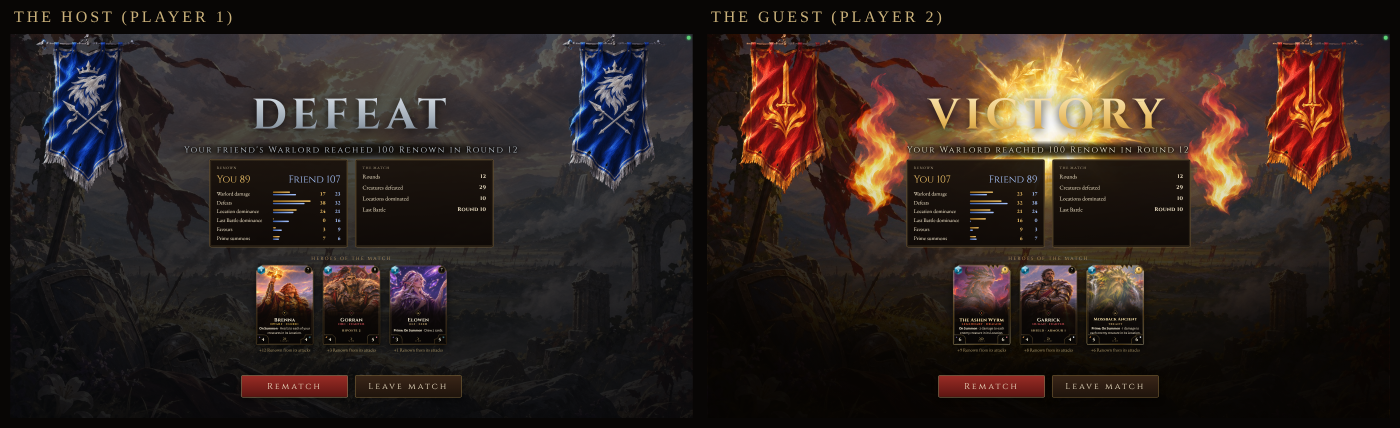 THE HOST (PLAYER 1)
DEFEAT
Your friend's Warlord reached 100 Renown in Round 12
RENOWN
You 89 Friend 107
Warlord damage 17 23
Defeats 38 32
Location dominance 24 21
Last Battle dominance 0 16
Favours 3 9
Prime summons 7 6
THE MATCH
Rounds 12
Creatures defeated 29
Locations dominated 10
Last Battle Round 10
HEROES OF THE MATCH
Brenna
Gorran
Elowen
Rematch
Leave match
THE GUEST (PLAYER 2)
VICTORY
Your Warlord reached 100 Renown in Round 12
RENOWN
You 107 Friend 89
Warlord damage 23 17
Defeats 32 38
Location dominance 21 24
Last Battle dominance 16 0
Favours 9 3
Prime summons 6 7
THE MATCH
Rounds 12
Creatures defeated 29
Locations dominated 10
Last Battle Round 10
HEROES OF THE MATCH
The Ashen Wyrm
Garrick
Mossback Ancient
Rematch
Leave match